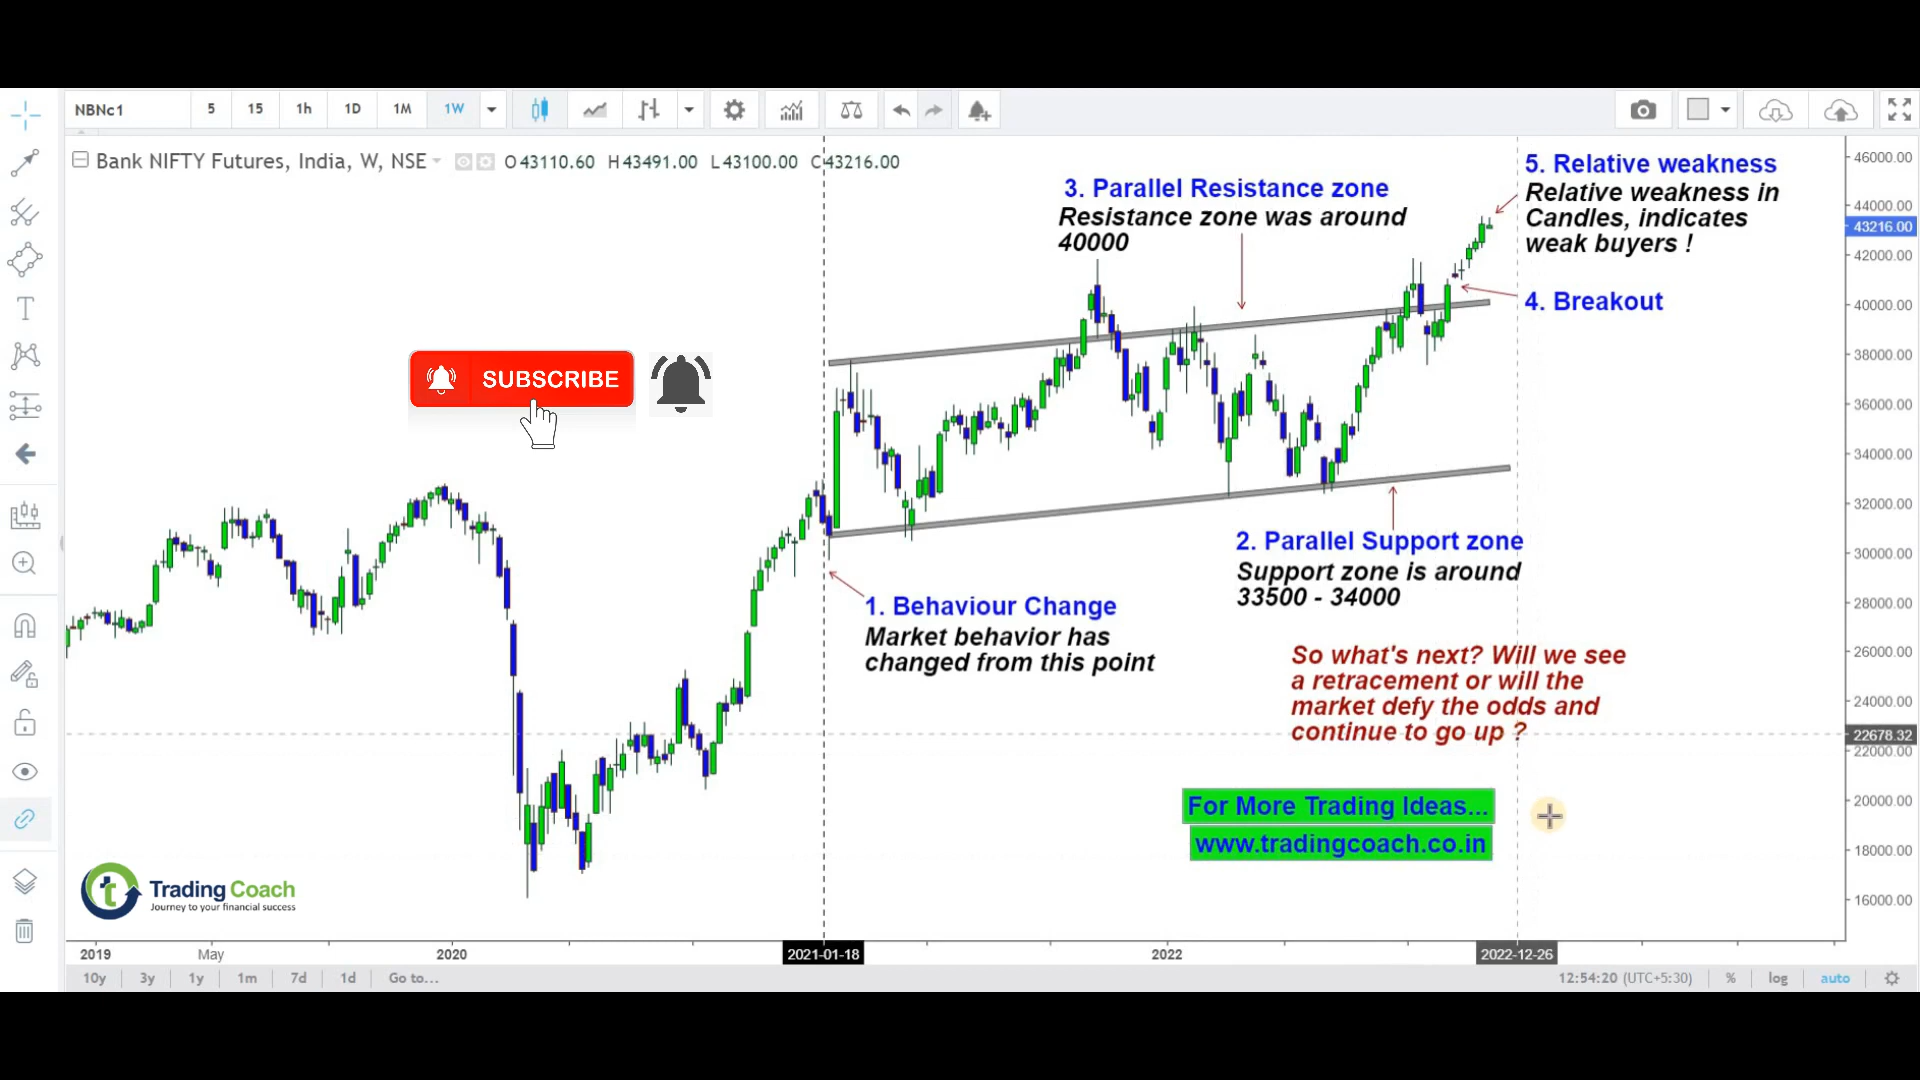 NBNc1 5 15 1h 1D 1M 1W
Bank NIFTY Futures, India, W, NSE O 43110.60 H 43491.00 L 43100.00 C 43216.00
46000.00
44000.00
43216.00
42000.00
40000.00
38000.00
36000.00
34000.00
32000.00
30000.00
28000.00
26000.00
24000.00
22678.32
22000.00
20000.00
18000.00
16000.00
5. Relative weakness
Relative weakness in
Candles, indicates
weak buyers !
3. Parallel Resistance zone
Resistance zone was around
40000
4. Breakout
SUBSCRIBE
2. Parallel Support zone
Support zone is around
33500 - 34000
1. Behaviour Change
Market behavior has
changed from this point
So what's next? Will we see
a retracement or will the
market defy the odds and
continue to go up ?
For More Trading Ideas...
www.tradingcoach.co.in
t Trading Coach
Journey to your financial success
2019 May 2020 2021-01-18 2022 2022-12-26
10y 3y 1y 1m 7d 1d Go to... 12:54:20 (UTC+5:30) % log auto